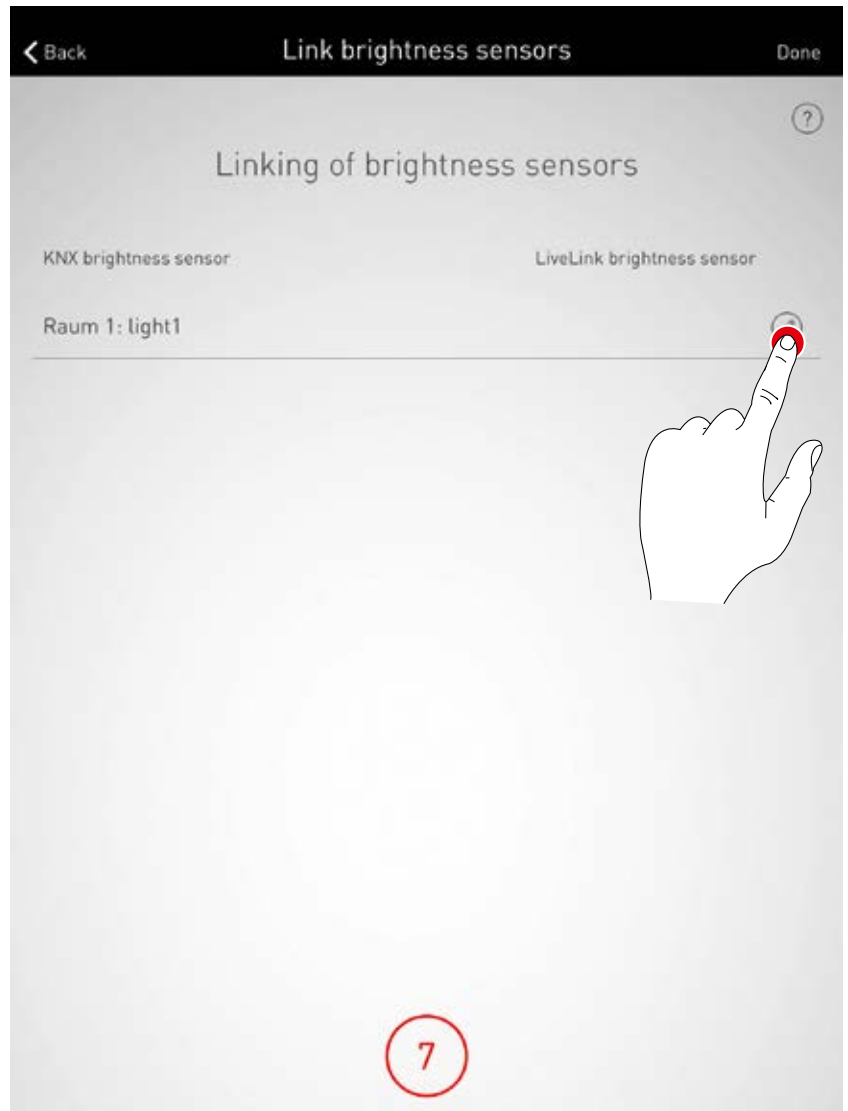 Back Link brightness sensors Done
?
Linking of brightness sensors
KNX brightness sensor LiveLink brightness sensor
Raum 1: light1
7